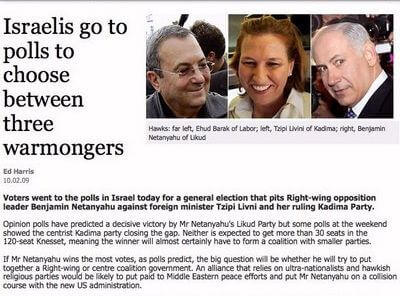 Israelis go to
polls to
choose
between
three
warmongers
Hawks: far left, Ehud Barak of Labor; left, Tzipi Livini of Kadima; right, Benjamin
Netanyahu of Likud
Ed Harris
10.02.09
Voters went to the polls in Israel today for a general election that pits Right-wing opposition
leader Benjamin Netanyahu against foreign minister Tzipi Livni and her ruling Kadima Party.
Opinion polls have predicted a decisive victory by Mr Netanyahu's Likud Party but some polls at the weekend
showed the centrist Kadima party closing the gap. Neither is expected to get more than 30 seats in the
120-seat Knesset, meaning the winner will almost certainly have to form a coalition with smaller parties.
If Mr Netanyahu wins the most votes, as polls predict, the big question will be whether he will try to put
together a Right-wing or centre coalition government. An alliance that relies on ultra-nationalists and hawkish
religious parties would be likely to put paid to Middle Eastern peace efforts and put Mr Netanyahu on a collision
course with the new US administration.